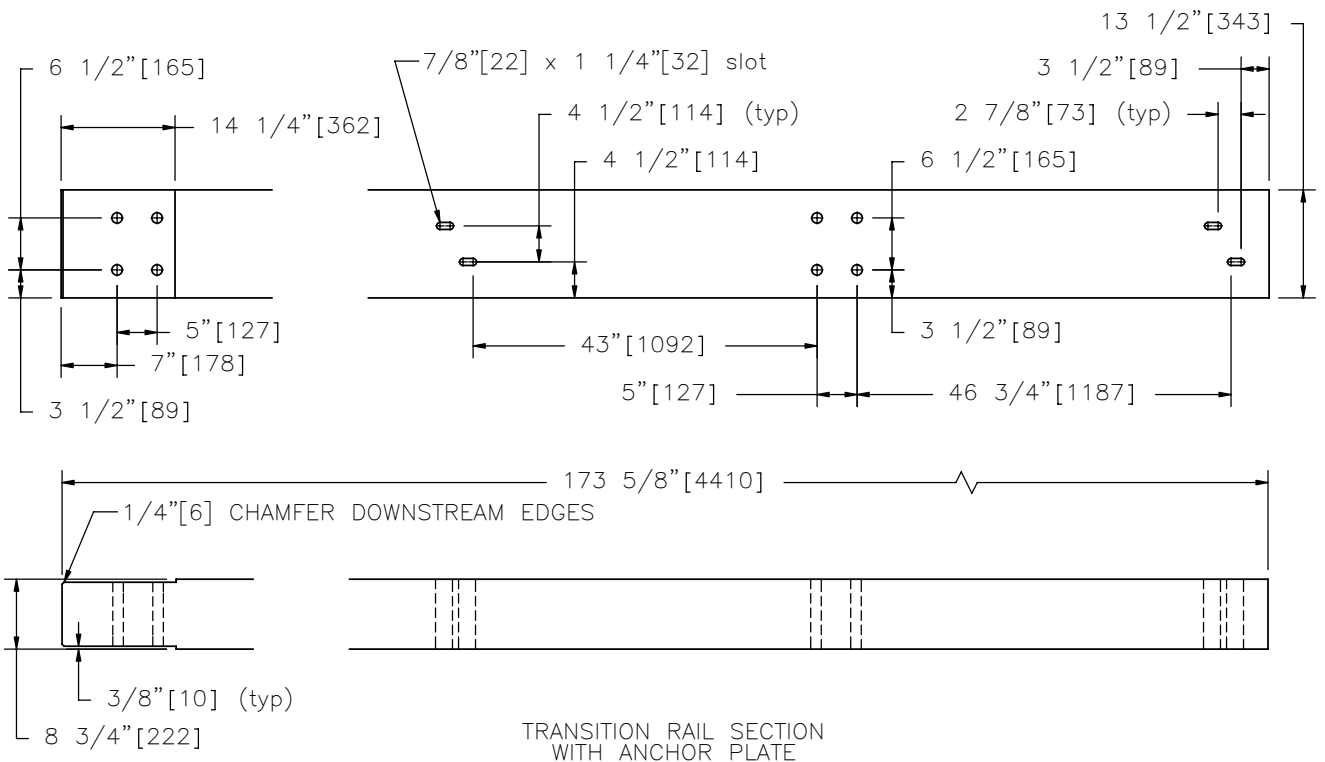 13 1/2"[343]
6 1/2"[165]
7/8"[22] x 1 1/4"[32] slot
3 1/2"[89]
14 1/4"[362]
4 1/2"[114] (typ)
2 7/8"[73] (typ)
4 1/2"[114]
6 1/2"[165]
5"[127]
43"[1092]
3 1/2"[89]
7"[178]
5"[127]
46 3/4"[1187]
3 1/2"[89]
173 5/8"[4410]
1/4"[6] CHAMFER DOWNSTREAM EDGES
3/8"[10] (typ)
8 3/4"[222]
TRANSITION RAIL SECTION
WITH ANCHOR PLATE